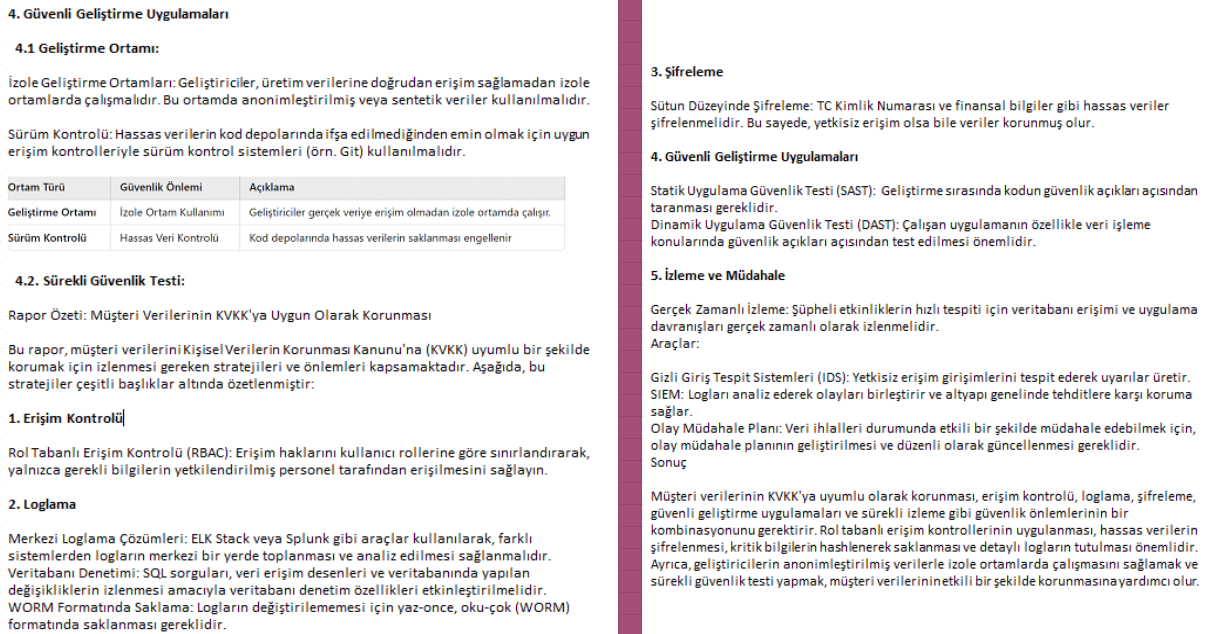 4. Güvenli Geliştirme Uygulamaları
4.1 Geliştirme Ortamı:
İzole Geliştirme Ortamları: Geliştiriciler, üretim verilerine doğrudan erişim sağlamadan izole
ortamlarda çalışmalıdır. Bu ortamda anonimleştirilmiş veya sentetik veriler kullanılmalıdır.
Sürüm Kontrolü: Hassas verilerin kod depolarında ifşa edilmediğinden emin olmak için uygun
erişim kontrolleriyle sürüm kontrol sistemleri (örn. Git) kullanılmalıdır.
Ortam Türü Güvenlik Önlemi Açıklama
Geliştirme Ortamı İzole Ortam Kullanımı Geliştiriciler gerçek veriye erişim olmadan izole ortamda çalışır.
Sürüm Kontrolü Hassas Veri Kontrolü Kod depolarında hassas verilerin saklanması engellenir
4.2. Sürekli Güvenlik Testi:
Rapor Özeti: Müşteri Verilerinin KVKK'ya Uygun Olarak Korunması
Bu rapor, müşteri verilerini Kişisel Verilerin Korunması Kanunu'na (KVKK) uyumlu bir şekilde
korumak için izlenmesi gereken stratejileri ve önlemleri kapsamaktadır. Aşağıda, bu
stratejiler çeşitli başlıklar altında özetlenmiştir:
1. Erişim Kontrolü
Rol Tabanlı Erişim Kontrolü (RBAC): Erişim haklarını kullanıcı rollerine göre sınırlandırarak,
yalnızca gerekli bilgilerin yetkilendirilmiş personel tarafından erişilmesini sağlayın.
2. Loglama
Merkezi Loglama Çözümleri: ELK Stack veya Splunk gibi araçlar kullanılarak, farklı
sistemlerden logların merkezi bir yerde toplanması ve analiz edilmesi sağlanmalıdır.
Veritabanı Denetimi: SQL sorguları, veri erişim desenleri ve veritabanında yapılan
değişikliklerin izlenmesi amacıyla veritabanı denetim özellikleri etkinleştirilmelidir.
WORM Formatında Saklama: Logların değiştirilememesi için yaz-once, oku-çok (WORM)
formatında saklanması gereklidir.
3. Şifreleme
Sütun Düzeyinde Şifreleme: TC Kimlik Numarası ve finansal bilgiler gibi hassas veriler
şifrelenmelidir. Bu sayede, yetkisiz erişim olsa bile veriler korunmuş olur.
4. Güvenli Geliştirme Uygulamaları
Statik Uygulama Güvenlik Testi (SAST): Geliştirme sırasında kodun güvenlik açıkları açısından
taranması gereklidir.
Dinamik Uygulama Güvenlik Testi (DAST): Çalışan uygulamanın özellikle veri işleme
konularında güvenlik açıkları açısından test edilmesi önemlidir.
5. İzleme ve Müdahale
Gerçek Zamanlı İzleme: Şüpheli etkinliklerin hızlı tespiti için veritabanı erişimi ve uygulama
davranışları gerçek zamanlı olarak izlenmelidir.
Araçlar:
Gizli Giriş Tespit Sistemleri (IDS): Yetkisiz erişim girişimlerini tespit ederek uyarılar üretir.
SIEM: Logları analiz ederek olayları birleştirir ve altyapı genelinde tehditlere karşı koruma
sağlar.
Olay Müdahale Planı: Veri ihlalleri durumunda etkili bir şekilde müdahale edebilmek için,
olay müdahale planının geliştirilmesi ve düzenli olarak güncellenmesi gereklidir.
Sonuç
Müşteri verilerinin KVKK'ya uyumlu olarak korunması, erişim kontrolü, loglama, şifreleme,
güvenli geliştirme uygulamaları ve sürekli izleme gibi güvenlik önlemlerinin bir
kombinasyonunu gerektirir. Rol tabanlı erişim kontrollerinin uygulanması, hassas verilerin
şifrelenmesi, kritik bilgilerin hashlenerek saklanması ve detaylı logların tutulması önemlidir.
Ayrıca, geliştiricilerin anonimleştirilmiş verilerle izole ortamlarda çalışmasını sağlamak ve
sürekli güvenlik testi yapmak, müşteri verilerinin etkili bir şekilde korunmasına yardımcı olur.